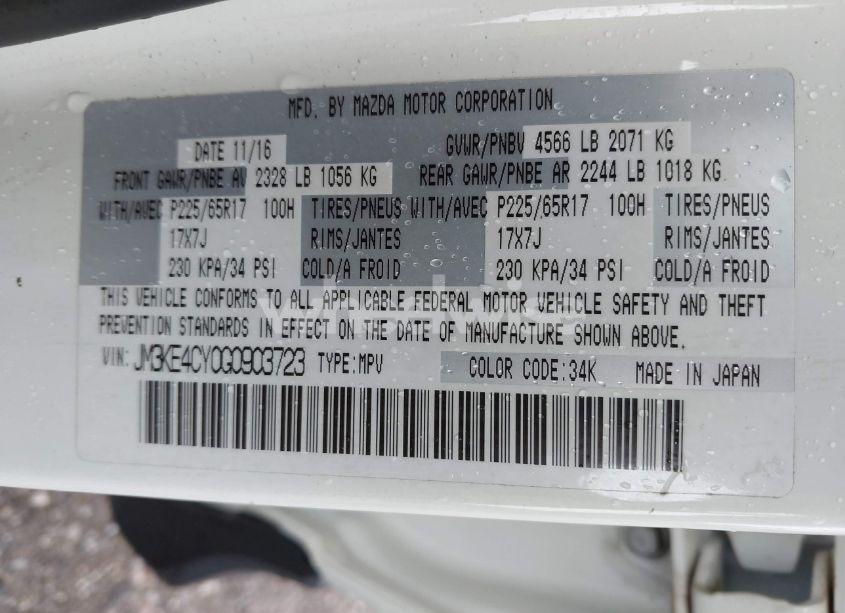 MFD. BY MAZDA MOTOR CORPORATION
DATE 11/16 GVWR/PNBV 4566 LB 2071 KG
FRONT GAWR/PNBE AV 2328 LB 1056 KG REAR GAWR/PNBE AR 2244 LB 1018 KG
WITH/AVEC P225/65R17 100H TIRES/PNEUS WITH/AVEC P225/65R17 100H TIRES/PNEUS
17X7J RIMS/JANTES 17X7J RIMS/JANTES
230 KPA/34 PSI COLD/A FROID 230 KPA/34 PSI COLD/A FROID
THIS VEHICLE CONFORMS TO ALL APPLICABLE FEDERAL MOTOR VEHICLE SAFETY AND THEFT
PREVENTION STANDARDS IN EFFECT ON THE DATE OF MANUFACTURE SHOWN ABOVE.
VIN: JM3KE4CY0G0903723 TYPE:MPV COLOR CODE:34K MADE IN JAPAN